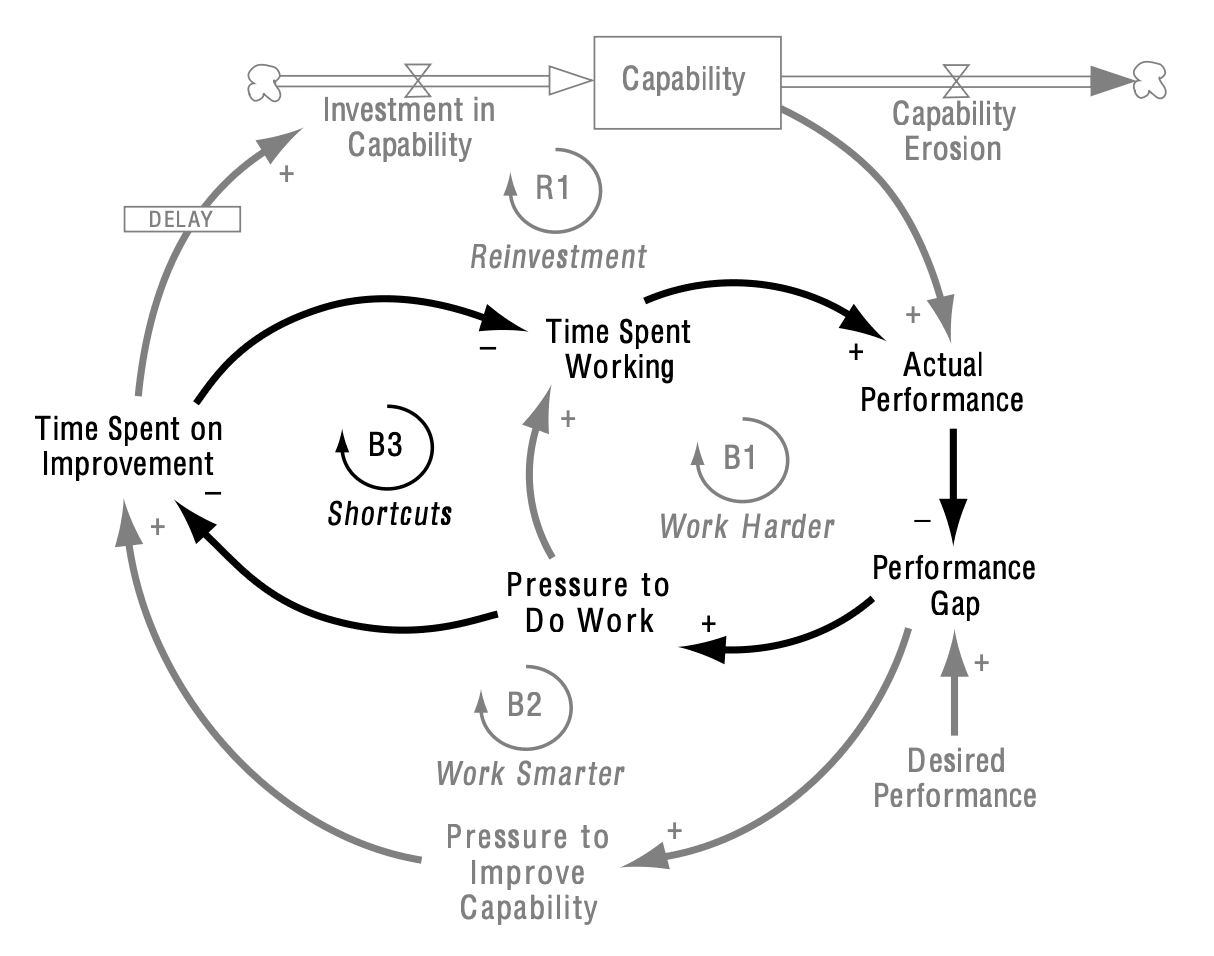 Capability
Investment in
Capability
Capability
Erosion
+
R1
DELAY
Reinvestment
+
Time Spent
Working
–
+
Actual
Performance
Time Spent on
Improvement
+
B3
B1
–
Shortcuts
Work Harder
+
–
Performance
Gap
Pressure to
Do Work
+
+
B2
Work Smarter
Desired
Performance
+
Pressure to
Improve
Capability